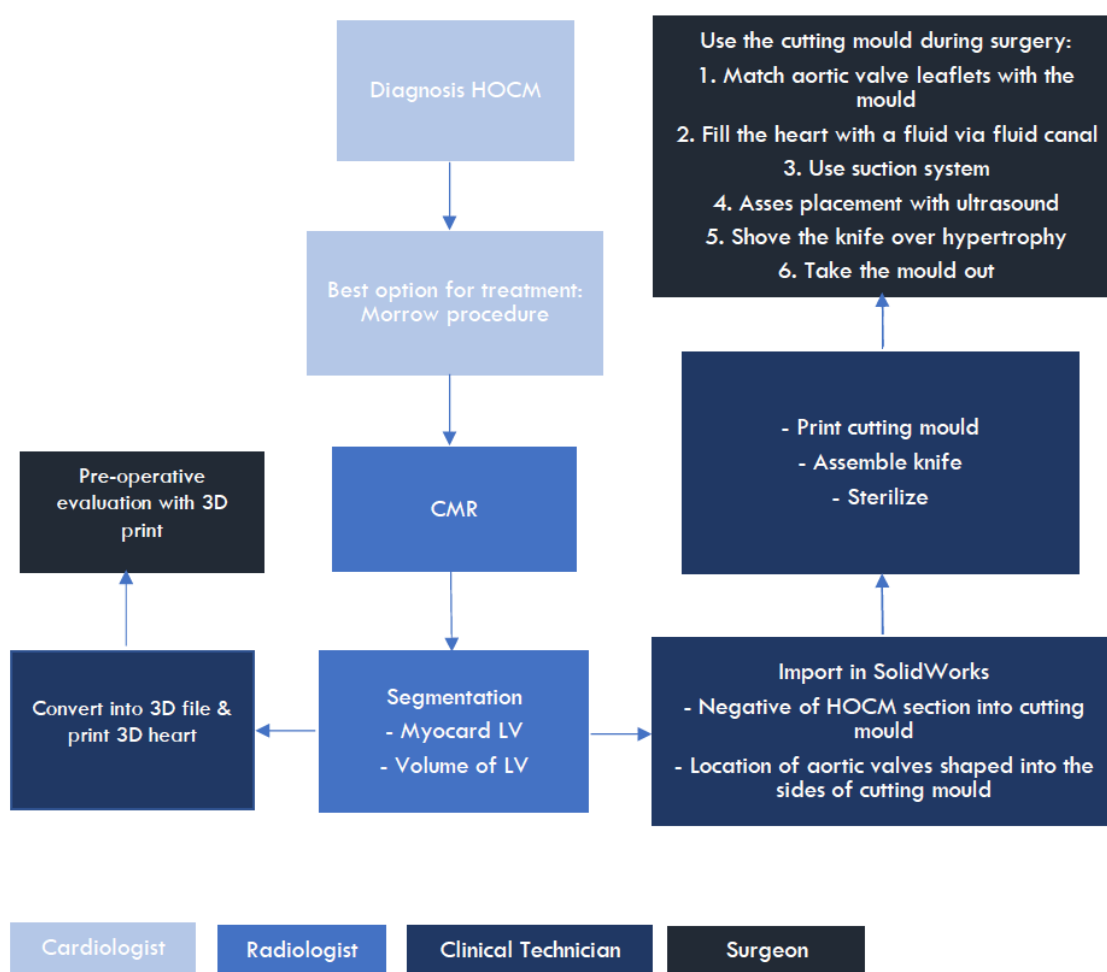 Diagnosis HOCM
Best option for treatment:
Morrow procedure
CMR
Segmentation
- Myocard LV
- Volume of LV
Convert into 3D file &
print 3D heart
Pre-operative
evaluation with 3D
print
Import in SolidWorks
- Negative of HOCM section into cutting
mould
- Location of aortic valves shaped into the
sides of cutting mould
- Print cutting mould
- Assemble knife
- Sterilize
Use the cutting mould during surgery:
1. Match aortic valve leaflets with the
mould
2. Fill the heart with a fluid via fluid canal
3. Use suction system
4. Asses placement with ultrasound
5. Shove the knife over hypertrophy
6. Take the mould out
Cardiologist
Radiologist
Clinical Technician
Surgeon